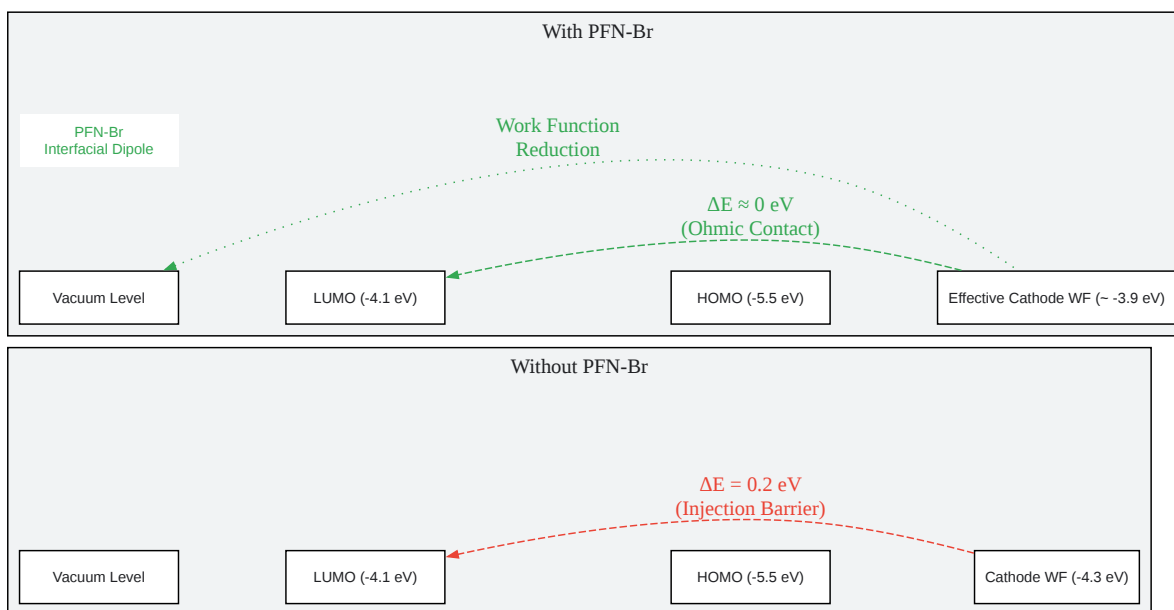 With PFN-Br
PFN-Br
Interfacial Dipole
Work Function
Reduction
ΔE ≈ 0 eV
(Ohmic Contact)
Vacuum Level
LUMO (-4.1 eV)
HOMO (-5.5 eV)
Effective Cathode WF (~ -3.9 eV)
Without PFN-Br
ΔE = 0.2 eV
(Injection Barrier)
Vacuum Level
LUMO (-4.1 eV)
HOMO (-5.5 eV)
Cathode WF (-4.3 eV)